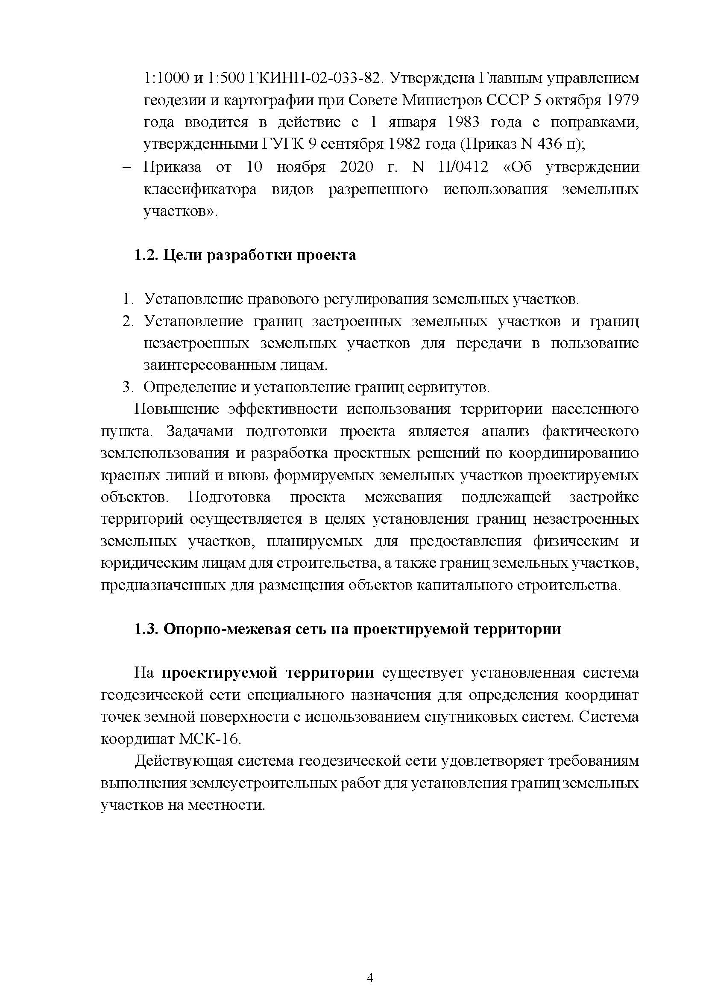 1:1000 и 1:500 ГКИНП-02-033-82. Утверждена Главным управлением
геодезии и картографии при Совете Министров СССР 5 октября 1979
года вводится в действие с 1 января 1983 года с поправками,
утвержденными ГУГК 9 сентября 1982 года (Приказ N 436 п);
– Приказа от 10 ноября 2020 г. N П/0412 «Об утверждении
классификатора видов разрешенного использования земельных
участков».
1.2. Цели разработки проекта
1. Установление правового регулирования земельных участков.
2. Установление границ застроенных земельных участков и границ
незастроенных земельных участков для передачи в пользование
заинтересованным лицам.
3. Определение и установление границ сервитутов.
Повышение эффективности использования территории населенного
пункта. Задачами подготовки проекта является анализ фактического
землепользования и разработка проектных решений по координированию
красных линий и вновь формируемых земельных участков проектируемых
объектов. Подготовка проекта межевания подлежащей застройке
территорий осуществляется в целях установления границ незастроенных
земельных участков, планируемых для предоставления физическим и
юридическим лицам для строительства, а также границ земельных участков,
предназначенных для размещения объектов капитального строительства.
1.3. Опорно-межевая сеть на проектируемой территории
На проектируемой территории существует установленная система
геодезической сети специального назначения для определения координат
точек земной поверхности с использованием спутниковых систем. Система
координат МСК-16.
Действующая система геодезической сети удовлетворяет требованиям
выполнения землеустроительных работ для установления границ земельных
участков на местности.
4